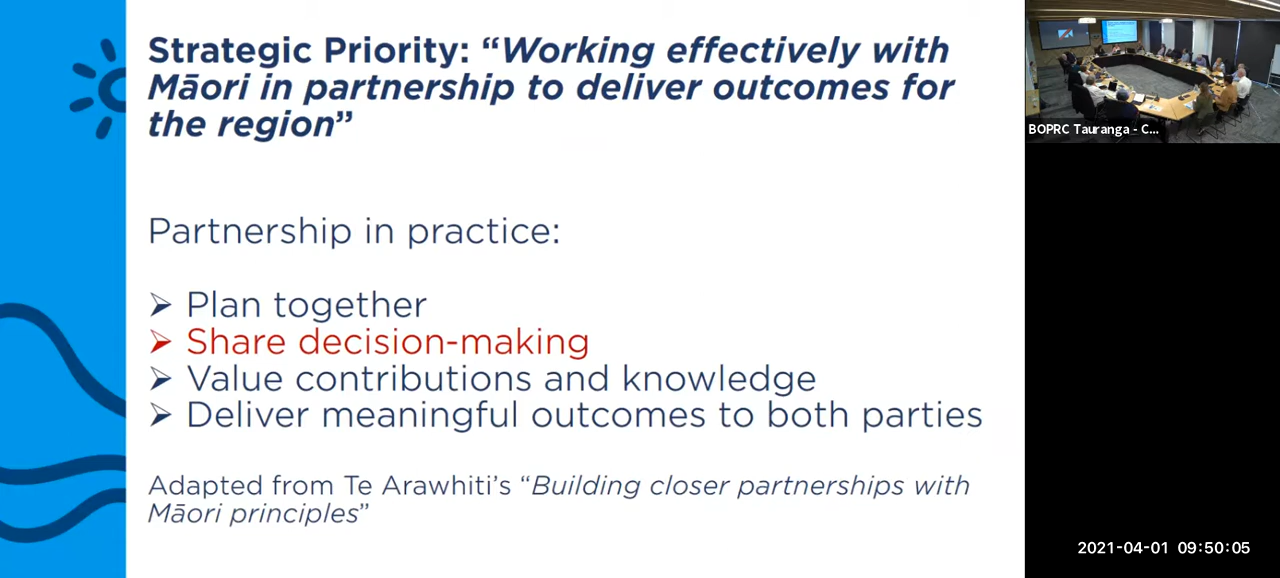 Strategic Priority: “Working effectively with
Māori in partnership to deliver outcomes for
the region”
Partnership in practice:
➢ Plan together
➢ Share decision-making
➢ Value contributions and knowledge
➢ Deliver meaningful outcomes to both parties
Adapted from Te Arawhiti’s “Building closer partnerships with
Māori principles”
BOPRC Tauranga - C...
2021-04-01 09:50:05